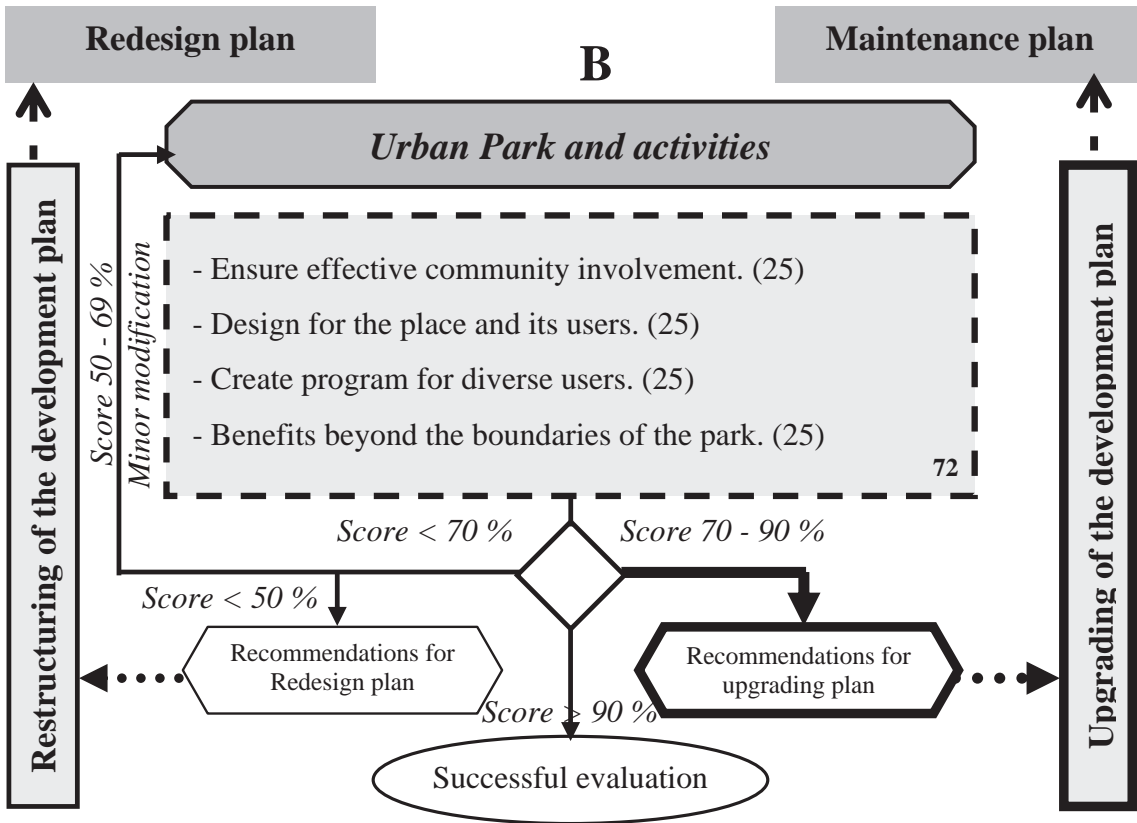 Redesign plan
Maintenance plan
B
Urban Park and activities
Restructuring of the development plan
Score 50 - 69 %
Minor modification
- Ensure effective community involvement. (25)
- Design for the place and its users. (25)
- Create program for diverse users. (25)
- Benefits beyond the boundaries of the park. (25)
72
Upgrading of the development plan
Score < 70 %
Score 70 - 90 %
Score < 50 %
Recommendations for
Redesign plan
Recommendations for
upgrading plan
Score > 90 %
Successful evaluation